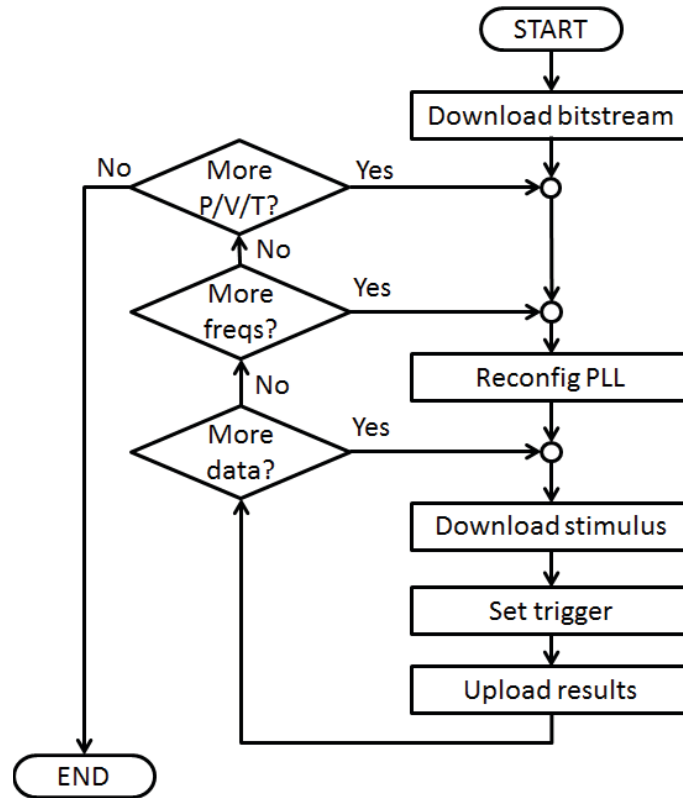 START
Download bitstream
No
More
P/V/T?
Yes
No
More
freqs?
Yes
Reconfig PLL
No
More
data?
Yes
Download stimulus
Set trigger
Upload results
END